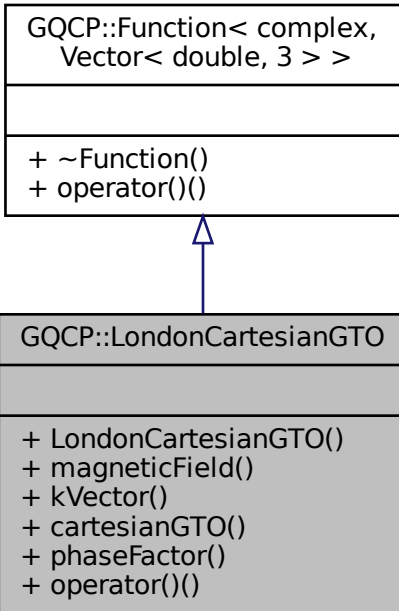 GQCP::Function< complex,
Vector< double, 3 > >
+ ~Function()
+ operator()()
GQCP::LondonCartesianGTO
+ LondonCartesianGTO()
+ magneticField()
+ kVector()
+ cartesianGTO()
+ phaseFactor()
+ operator()()